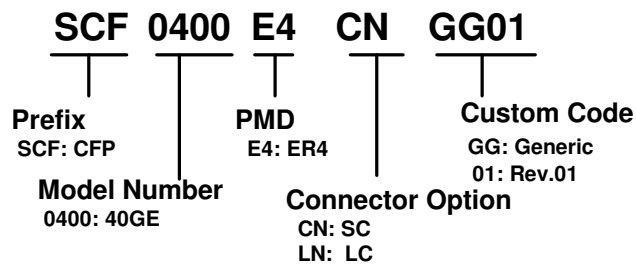 SCF 0400 E4 CN GG01
Prefix
SCF: CFP
Model Number
0400: 40GE
PMD
E4: ER4
Connector Option
CN: SC
LN: LC
Custom Code
GG: Generic
01: Rev.01